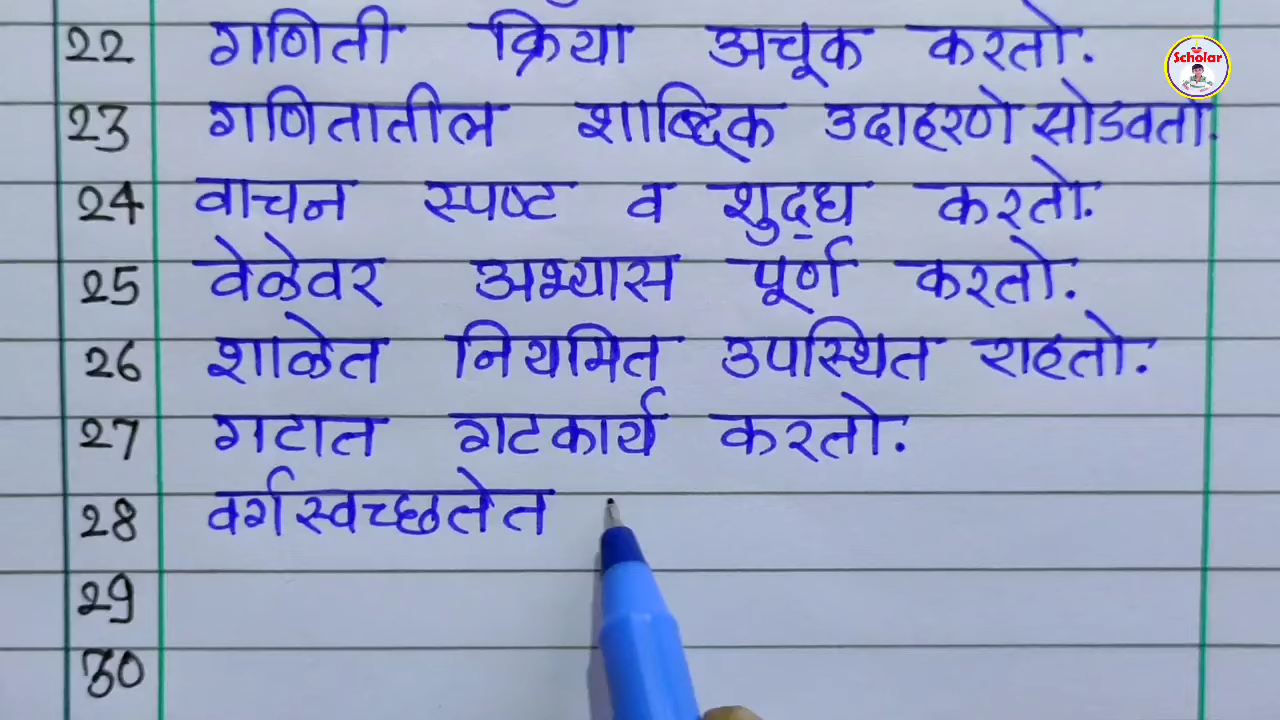 22 गणिती क्रिया अचूक करतो.
Scholar
23 गणितातील शाब्दिक उदाहरणे सोडवतो.
24 वाचन स्पष्ट व शुद्ध करतो.
25 वेळेवर अभ्यास पूर्ण करतो.
26 शाळेत नियमित उपस्थित राहतो.
27 गटात गटकार्य करतो.
28 वर्गस्वच्छतेत
29
30